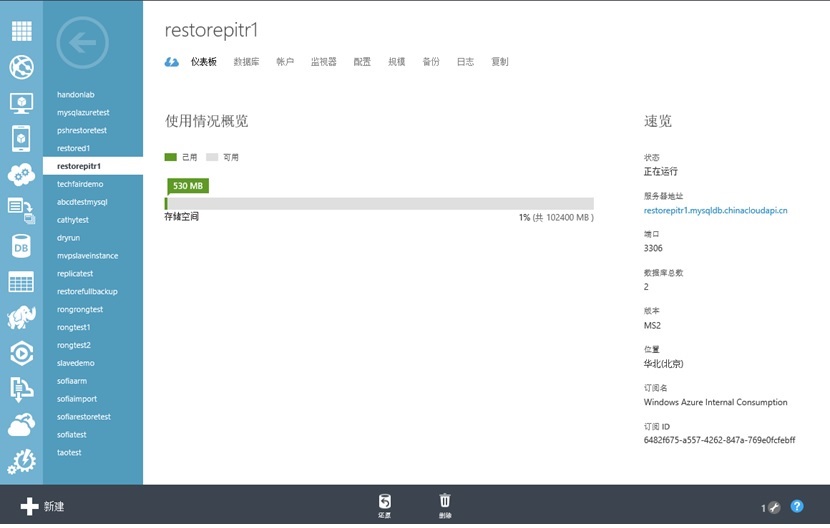 restorepitr1
仪表板 数据库 帐户 监视器 配置 规模 备份 日志 复制
handonlab
mysqlazuretest
pshrestoretest
restored1
restorepitr1
techfairdemo
abcdtestmysql
cathytest
dryrun
mvpslaveinstance
replicatest
restorefullbackup
rongrongtest
rongtest1
rongtest2
slavedemo
sofiaarm
sofiaimport
sofiarestoretest
sofiatest
taotest
DB
使用情况概览
已用 可用
530 MB
存储空间 1% (共 102400 MB )
速览
状态
正在运行
服务器地址
restorepitr1.mysqldb.chinacloudapi.cn
端口
3306
数据库总数
2
版本
MS2
位置
华北(北京)
订阅名
Windows Azure Internal Consumption
订阅 ID
6482f675-a557-4262-847a-769e0fcfebff
新建 还原 删除 1 ?